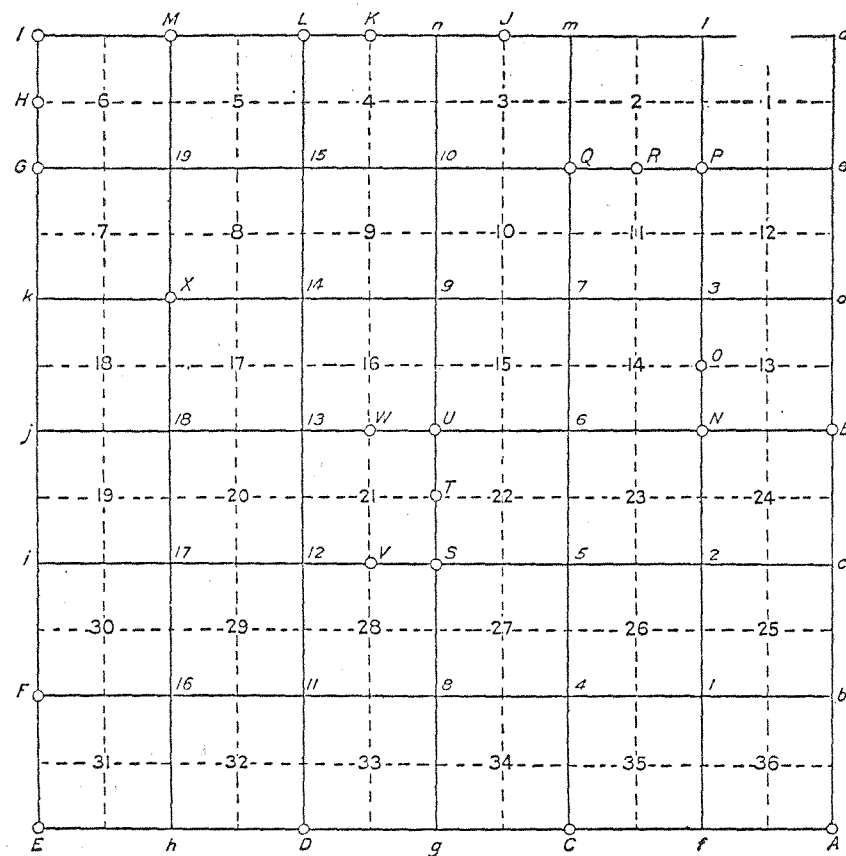 M L K n J m l
I a
H 6 5 4 3 2 1
19 15 10 Q R P
G e
7 8 9 10 11 12
k X 14 9 7 3 d
18 17 16 15 14 O 13
j 18 13 W U 6 N B
19 20 21 T 22 23 24
i 17 12 V S 5 2 c
30 29 28 27 26 25
F 16 11 8 4 1 b
31 32 33 34 35 36
E h D g C f A